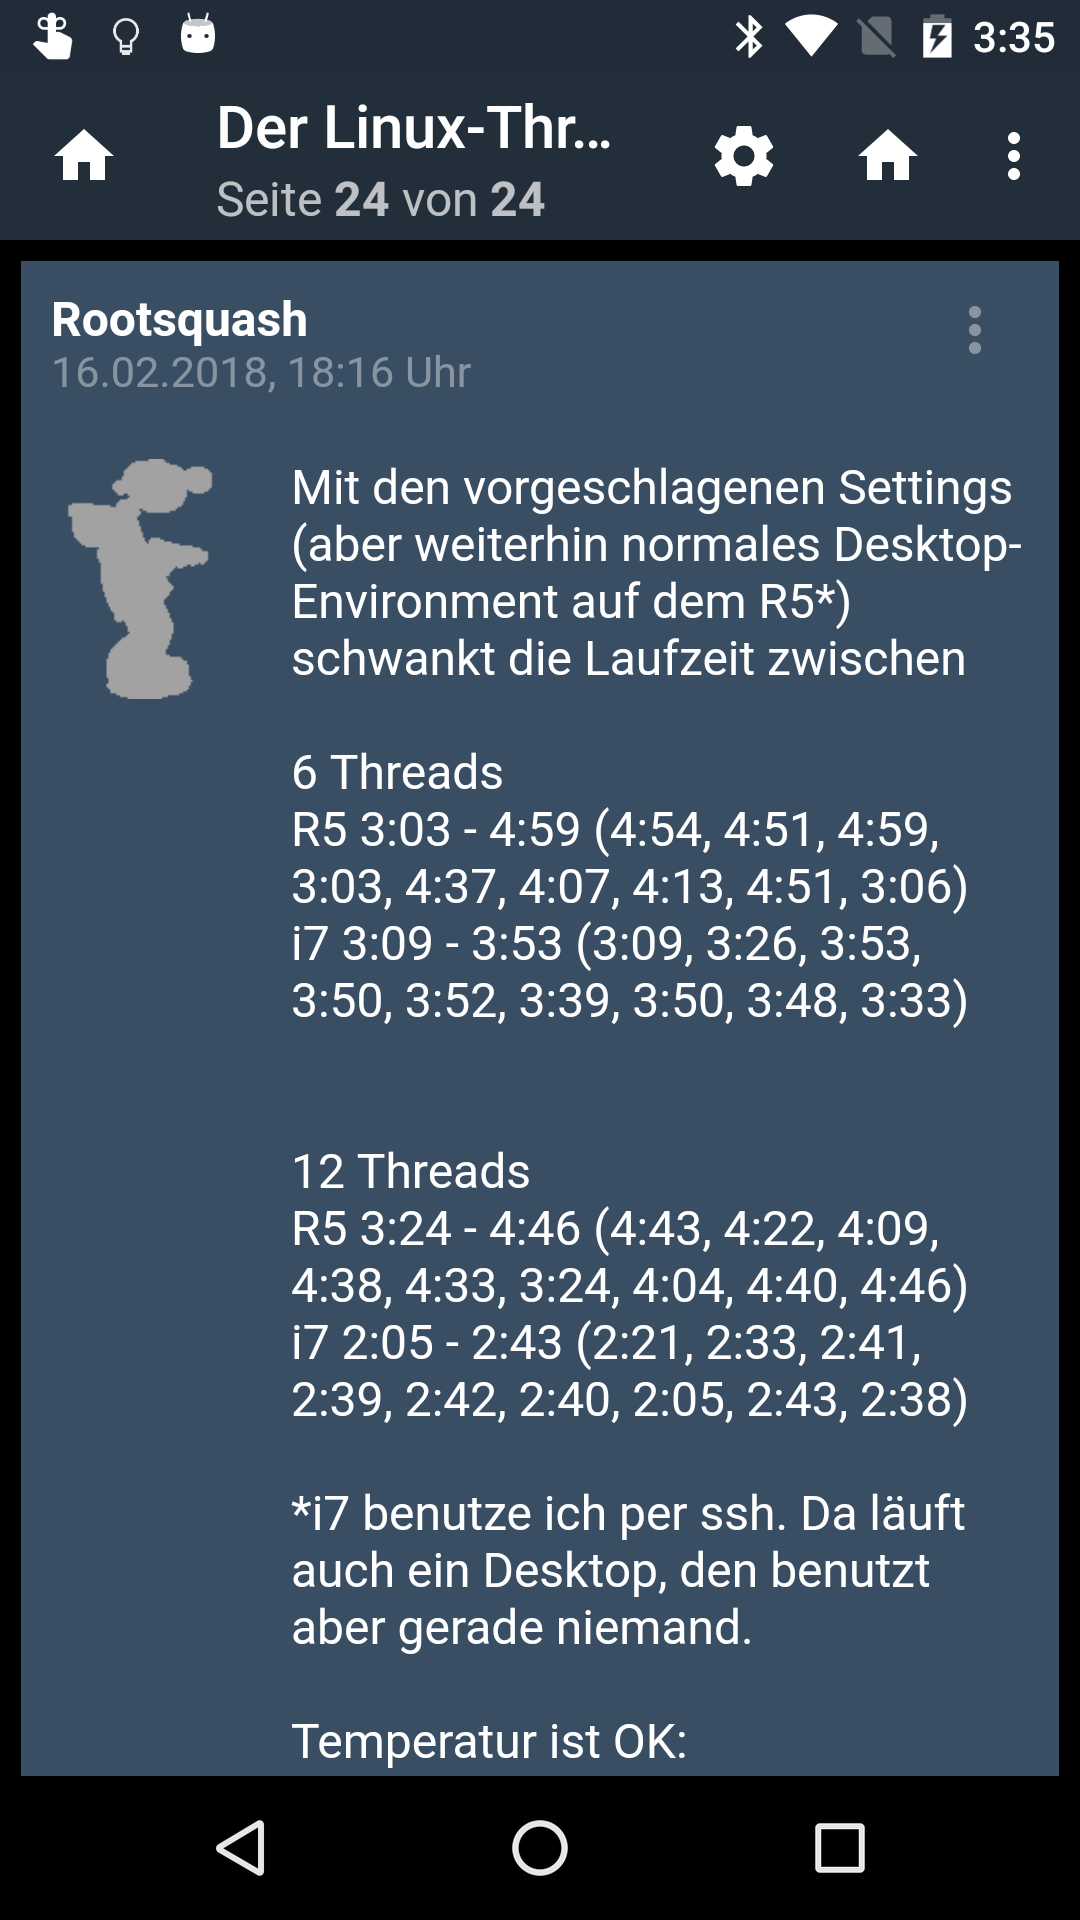 3:35
Der Linux-Thr...
Seite 24 von 24
Rootsquash
16.02.2018, 18:16 Uhr
Mit den vorgeschlagenen Settings
(aber weiterhin normales Desktop-
Environment auf dem R5*)
schwankt die Laufzeit zwischen
6 Threads
R5 3:03 - 4:59 (4:54, 4:51, 4:59,
3:03, 4:37, 4:07, 4:13, 4:51, 3:06)
i7 3:09 - 3:53 (3:09, 3:26, 3:53,
3:50, 3:52, 3:39, 3:50, 3:48, 3:33)
12 Threads
R5 3:24 - 4:46 (4:43, 4:22, 4:09,
4:38, 4:33, 3:24, 4:04, 4:40, 4:46)
i7 2:05 - 2:43 (2:21, 2:33, 2:41,
2:39, 2:42, 2:40, 2:05, 2:43, 2:38)
*i7 benutze ich per ssh. Da läuft
auch ein Desktop, den benutzt
aber gerade niemand.
Temperatur ist OK: